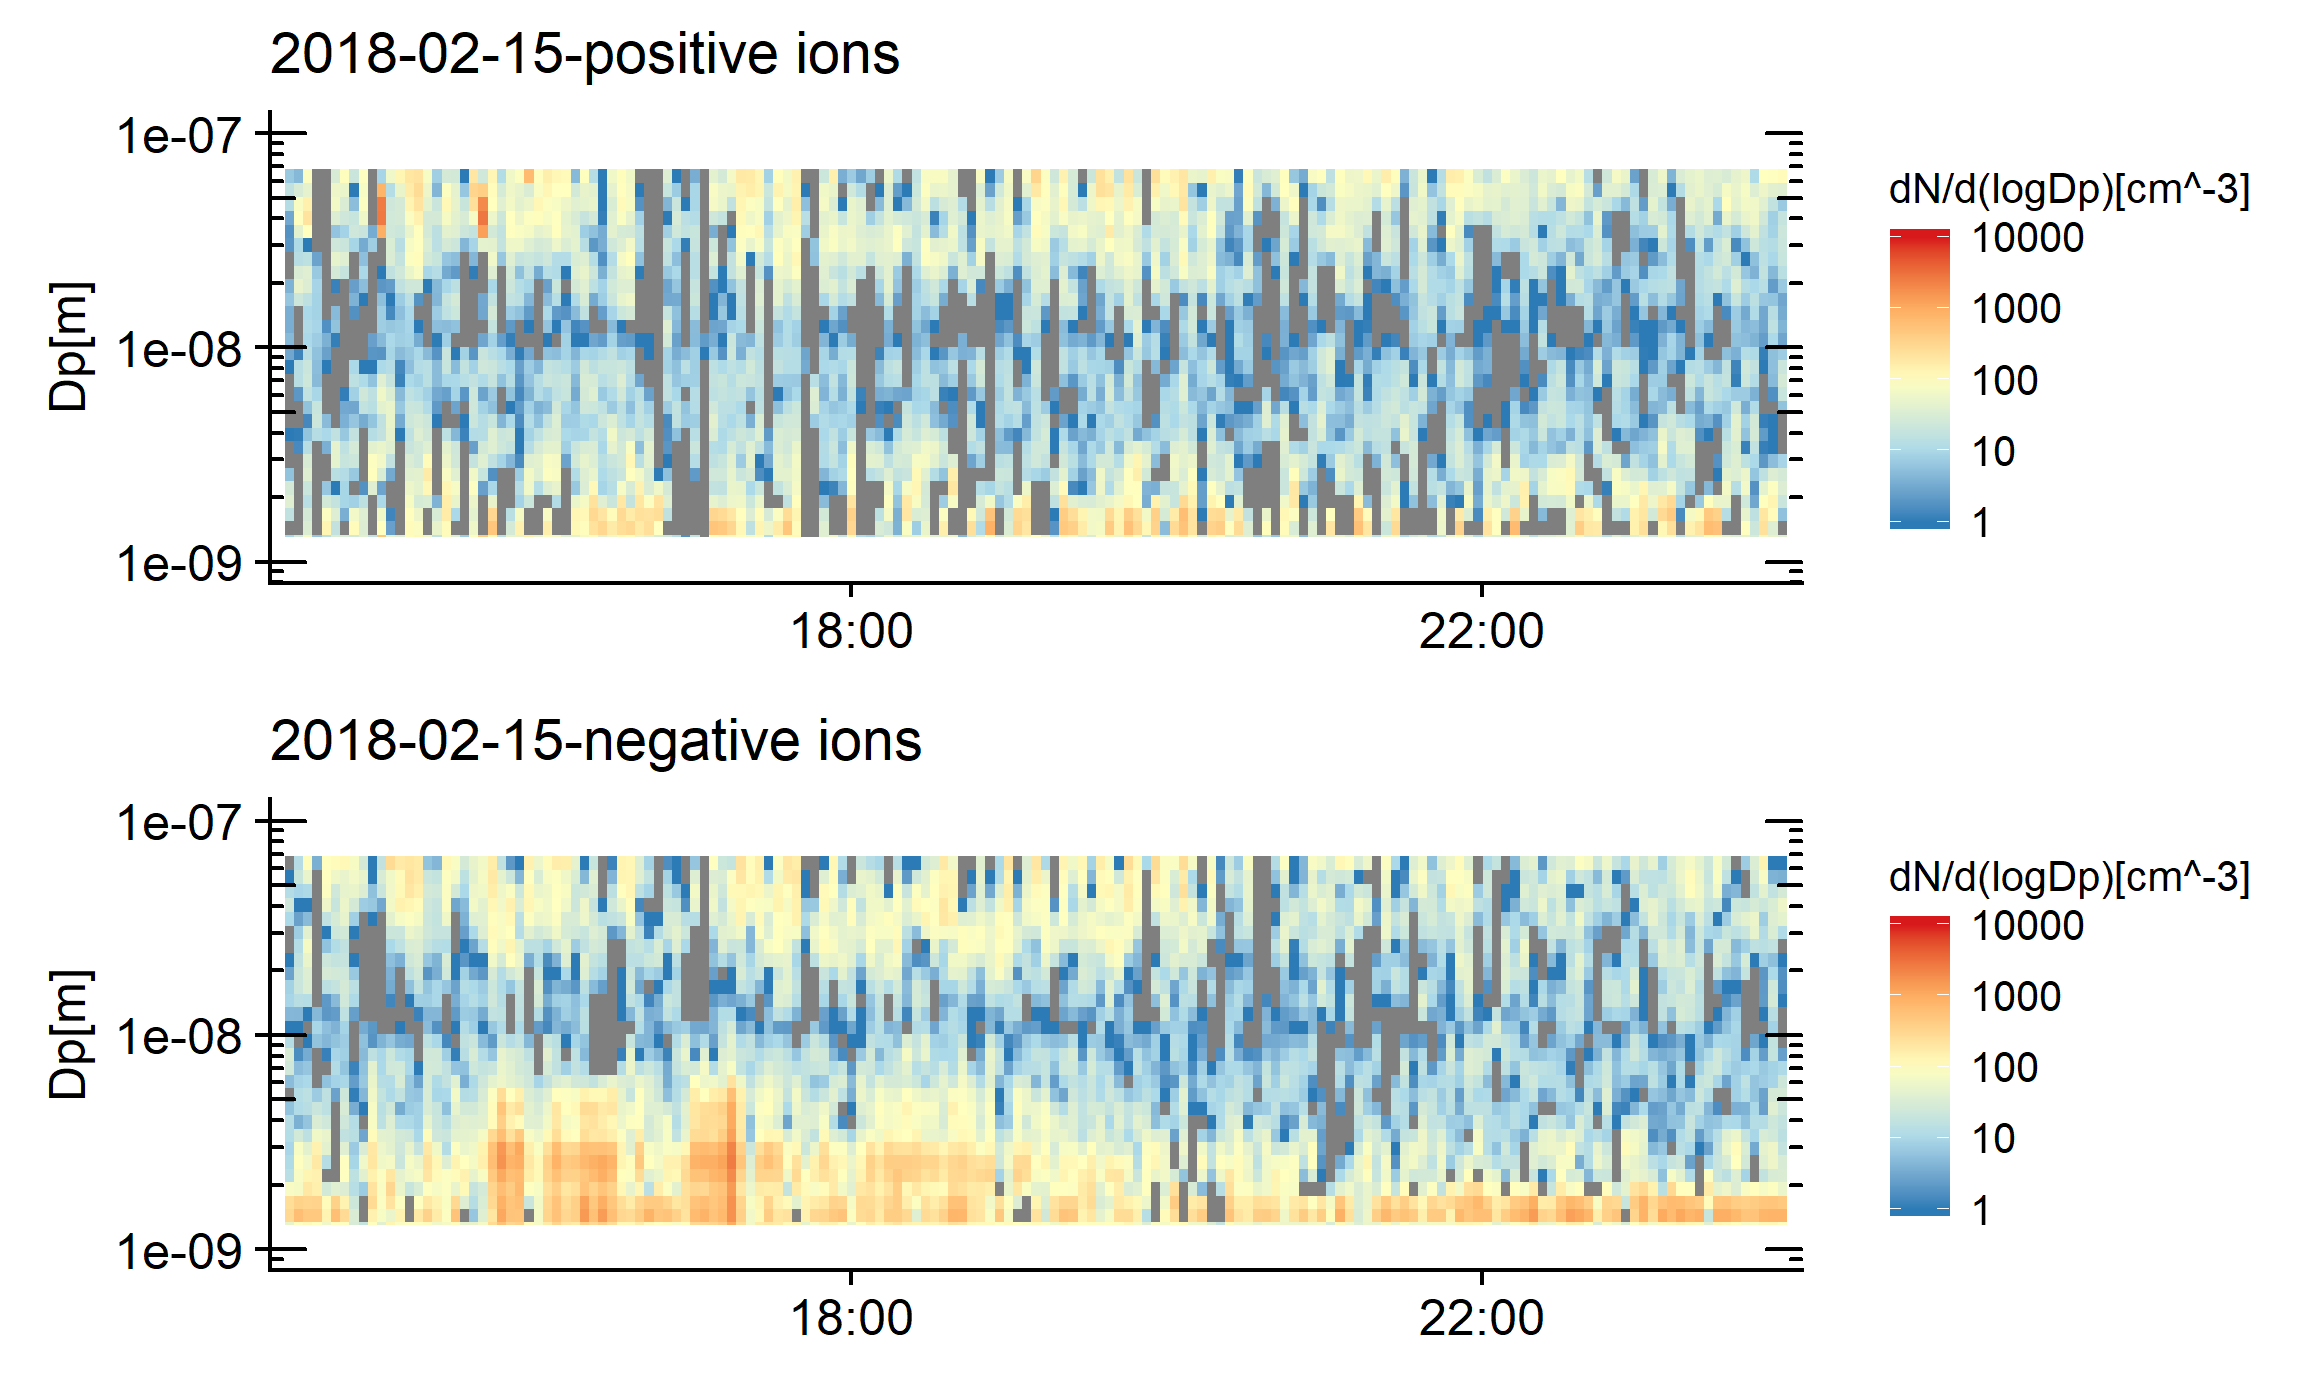 2018-02-15-positive ions
1e-07
1e-08
1e-09
Dp[m]
18:00
22:00
dN/d(logDp)[cm^-3]
10000
1000
100
10
1
2018-02-15-negative ions
1e-07
1e-08
1e-09
Dp[m]
18:00
22:00
dN/d(logDp)[cm^-3]
10000
1000
100
10
1